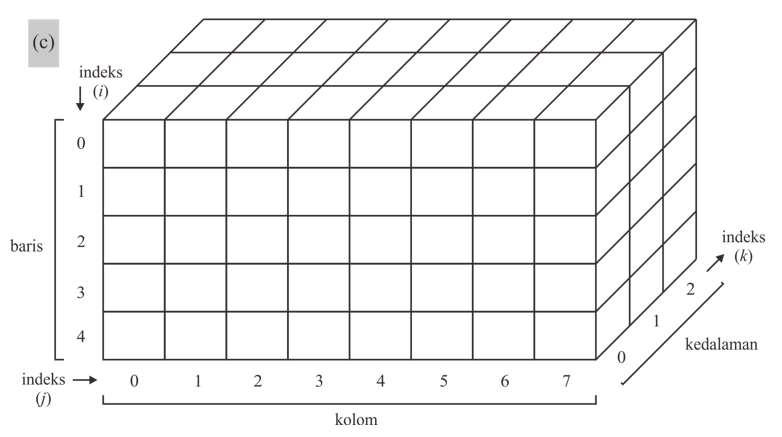 (c)
indeks
(i)
0
1
2
3
4
baris
indeks
(j)
0 1 2 3 4 5 6 7
kolom
0
1
2
kedalaman
indeks
(k)